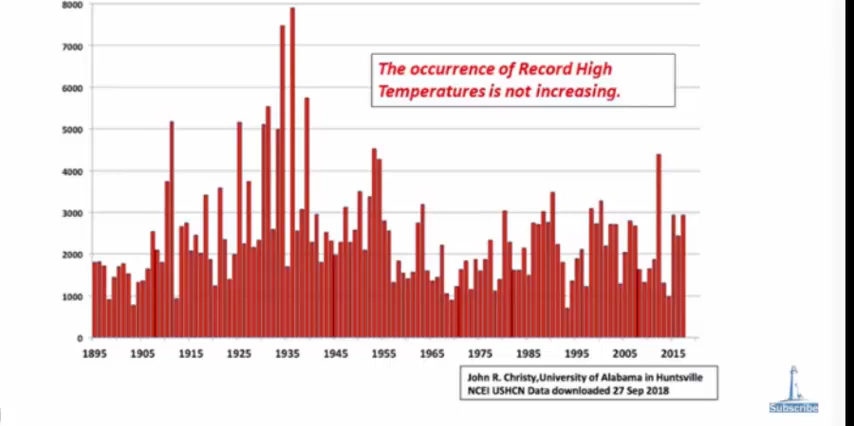 8000
7000
The occurrence of Record High
Temperatures is not increasing.
6000
5000
4000
3000
2000
1000
0
1895 1905 1915 1925 1935 1945 1955 1965 1975 1985 1995 2005 2015
John R. Christy,University of Alabama in Huntsville
NCEI USHCN Data downloaded 27 Sep 2018
Subscribe